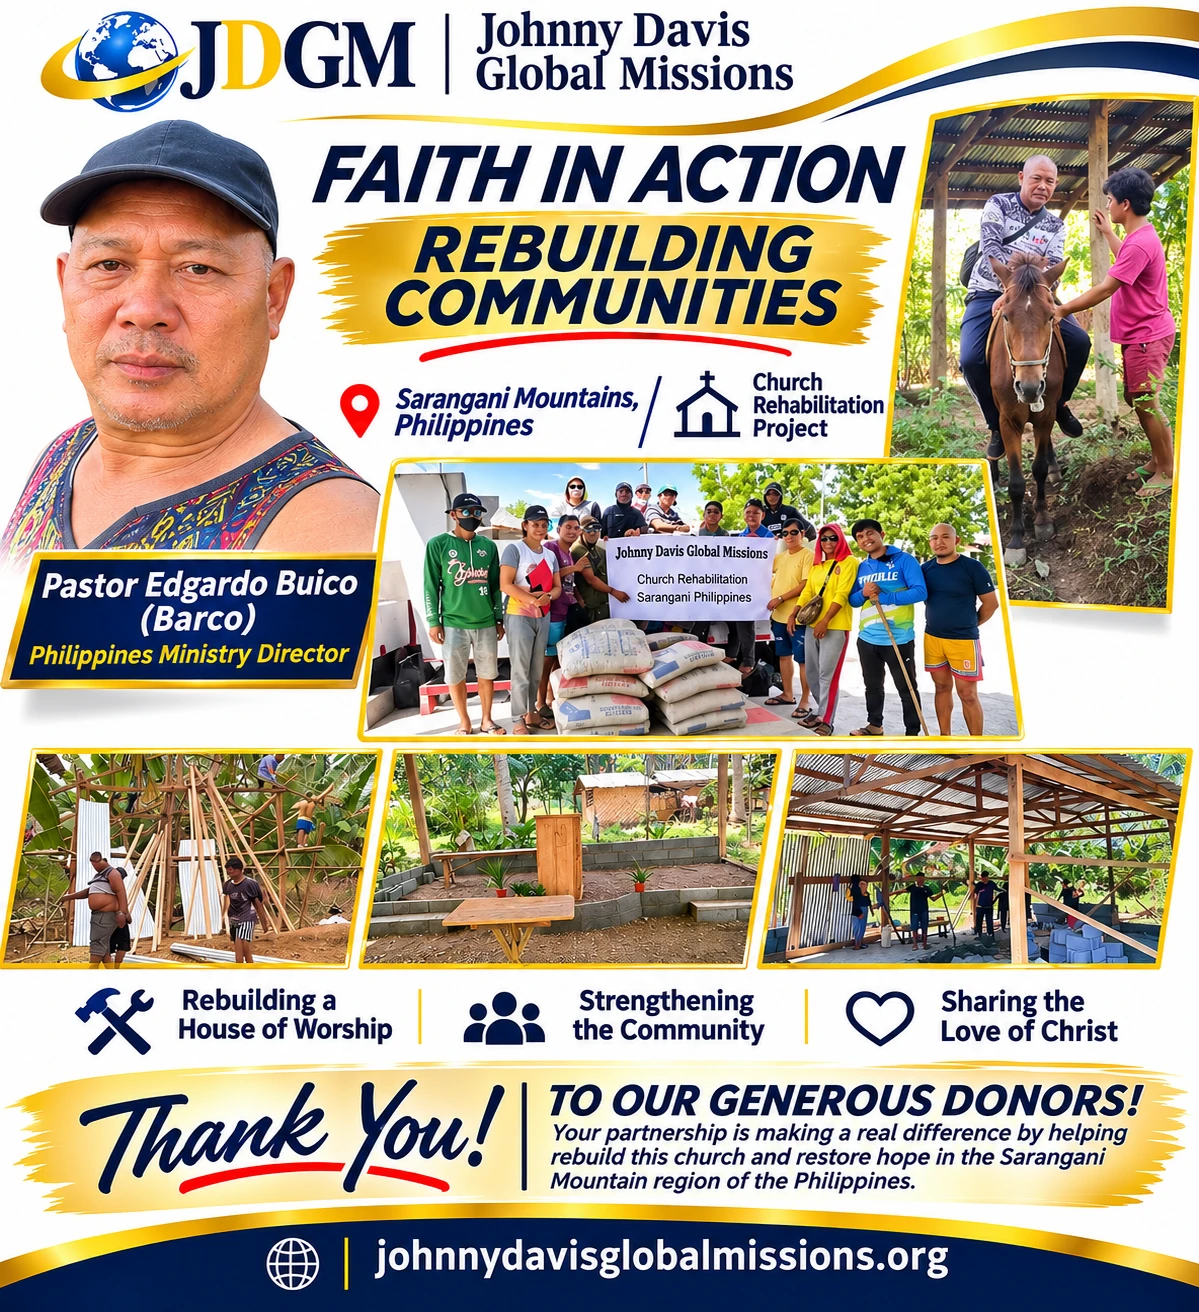 JDGM
Johnny Davis
Global Missions
FAITH IN ACTION
REBUILDING
COMMUNITIES
Sarangani Mountains,
Philippines
Church
Rehabilitation
Project
Johnny Davis Global Missions
Church Rehabilitation
Sarangani Philippines
Pastor Edgardo Buico
(Barco)
Philippines Ministry Director
Rebuilding a
House of Worship
Strengthening
the Community
Sharing the
Love of Christ
Thank You!
TO OUR GENEROUS DONORS!
Your partnership is making a real difference by helping
rebuild this church and restore hope in the Sarangani
Mountain region of the Philippines.
johnnydavisglobalmissions.org